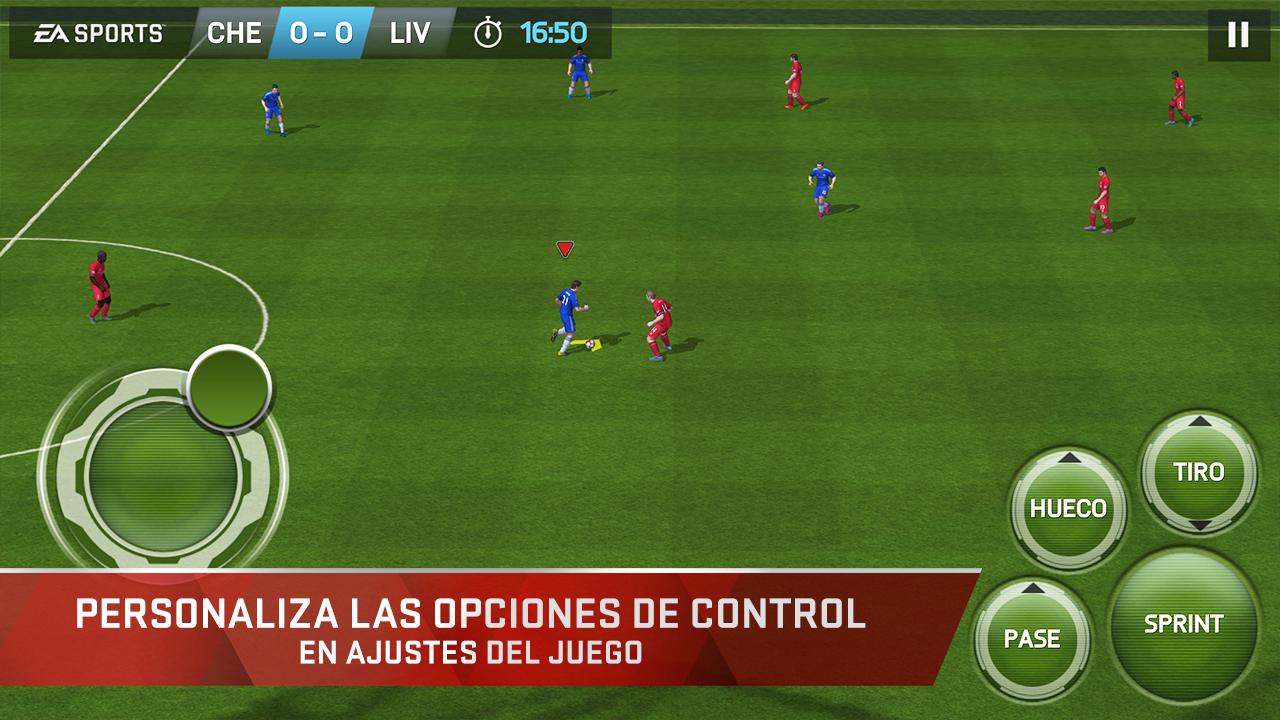 EA SPORTS CHE 0 - 0 LIV 16:50
TIRO
HUECO
SPRINT
PASE
PERSONALIZA LAS OPCIONES DE CONTROL
EN AJUSTES DEL JUEGO